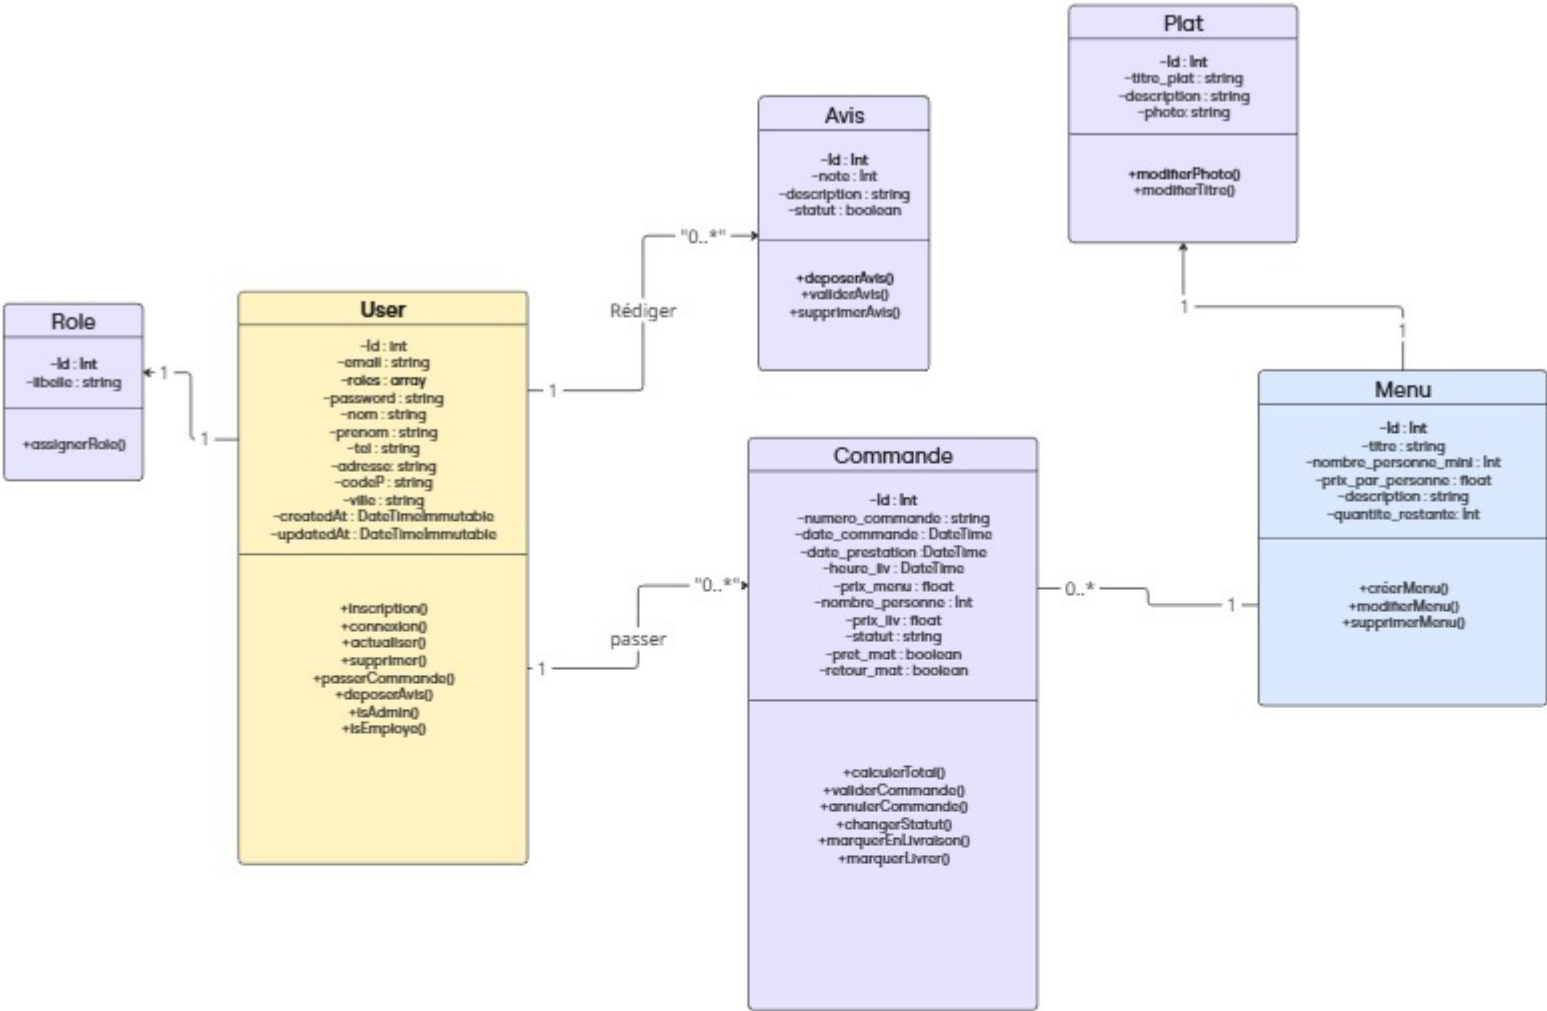 Plat
-Id : Int
-titre_plat : string
-description : string
-photo: string
+modifierPhoto()
+modifierTitre()
Avis
-Id : Int
-note : Int
-description : string
-statut : boolean
+deposerAvis()
+validerAvis()
+supprimerAvis()
"0..*"
Rédiger
1
1
1
Role
-Id : Int
-libelle : string
+assignerRole()
1
1
User
-Id : int
-email : string
-roles : array
-password : string
-nom : string
-prenom : string
-tel : string
-adresse: string
-codeP : string
-ville : string
-createdAt : DateTimeImmutable
-updatedAt : DateTimeImmutable
+inscription()
+connexion()
+actualiser()
+supprimer()
+passerCommande()
+deposerAvis()
+isAdmin()
+isEmploye()
"0..*"
passer
1
Commande
-Id : Int
-numero_commande : string
-date_commande : DateTime
-date_prestation :DateTime
-heure_liv : DateTime
-prix_menu : float
-nombre_personne : Int
-prix_liv : float
-statut : string
-pret_mat : boolean
-retour_mat : boolean
+calculerTotal()
+validerCommande()
+annulerCommande()
+changerStatut()
+marquerEnLivraison()
+marquerLivrer()
0..*
1
Menu
-Id : Int
-titre : string
-nombre_personne_mini : Int
-prix_par_personne : float
-description : string
-quantite_restante: Int
+créerMenu()
+modifierMenu()
+supprimerMenu()